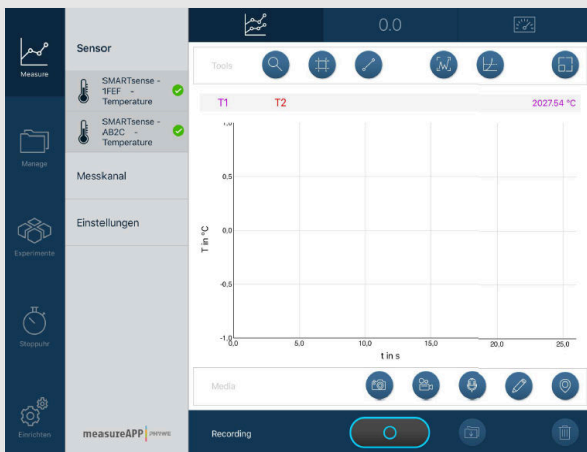 0.0
Measure
Manage
Experimente
Stoppuhr
Einrichten
Sensor
SMARTsense -
1FEF -
Temperature
SMARTsense -
AB2C -
Temperature
Messkanal
Einstellungen
measureAPP PHYWE
Tools
T1 T2 2027.54 °C
1,0
0,5
0,0
-0,5
-1,0
T in °C
0,0 5,0 10,0 15,0 20,0 25,0
t in s
Media
Recording